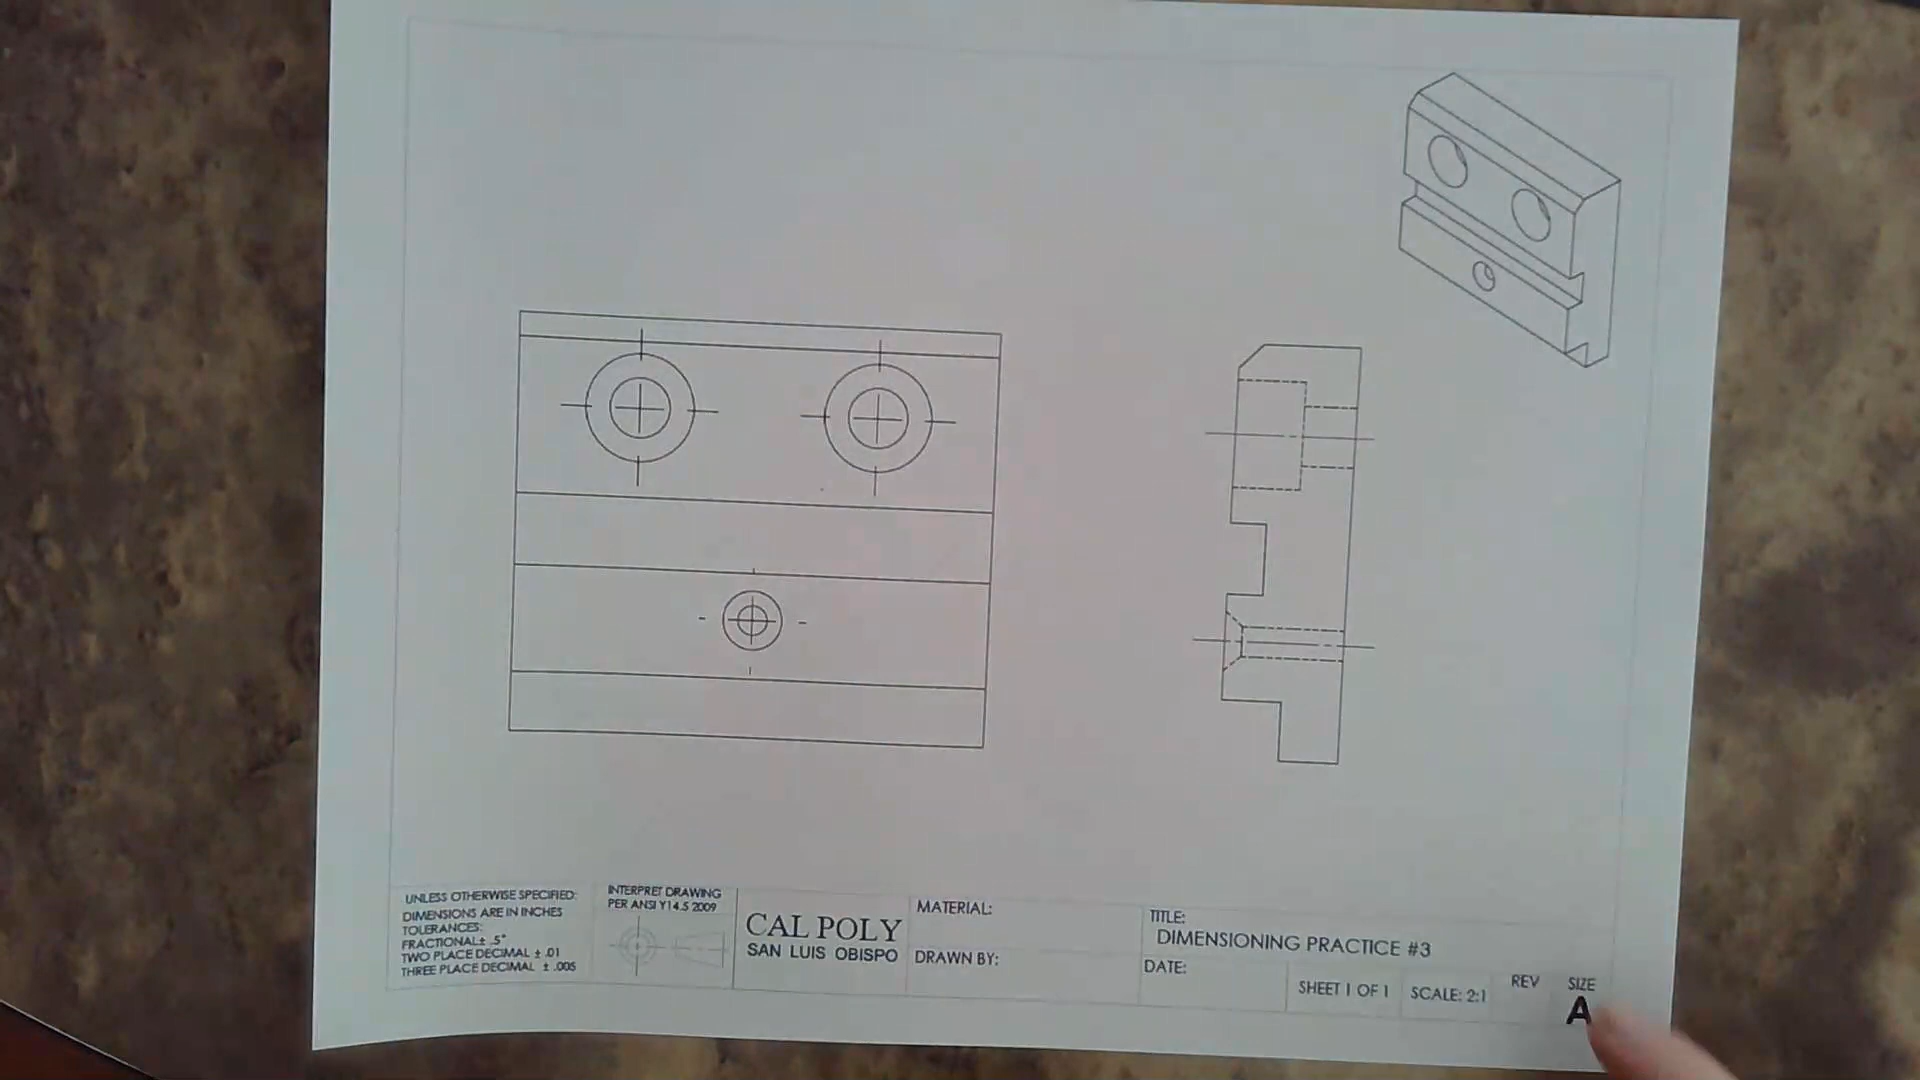 UNLESS OTHERWISE SPECIFIED:
DIMENSIONS ARE IN INCHES
TOLERANCES:
FRACTIONAL± .5°
TWO PLACE DECIMAL ± .01
THREE PLACE DECIMAL ± .005
INTERPRET DRAWING
PER ANSI Y14.5 2009
CAL POLY
SAN LUIS OBISPO
MATERIAL:
DRAWN BY:
TITLE:
DIMENSIONING PRACTICE #3
DATE:
SHEET 1 OF 1
SCALE: 2:1
REV
SIZE
A